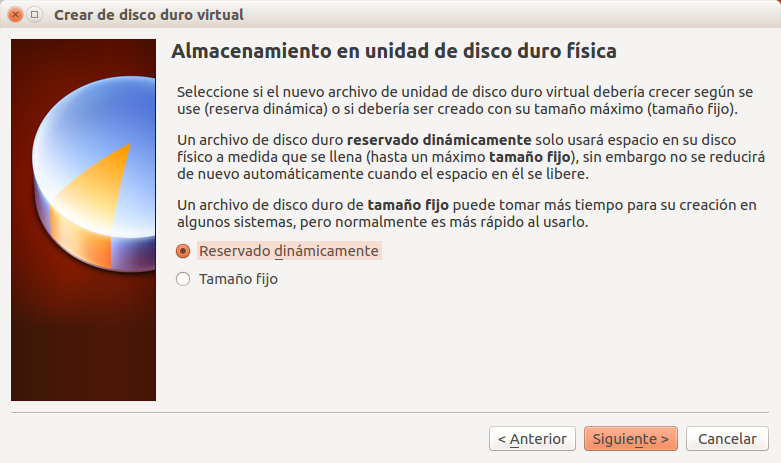 Crear de disco duro virtual
Almacenamiento en unidad de disco duro física
Seleccione si el nuevo archivo de unidad de disco duro virtual debería crecer según se
use (reserva dinámica) o si debería ser creado con su tamaño máximo (tamaño fijo).
Un archivo de disco duro reservado dinámicamente solo usará espacio en su disco
físico a medida que se llena (hasta un máximo tamaño fijo), sin embargo no se reducirá
de nuevo automáticamente cuando el espacio en él se libere.
Un archivo de disco duro de tamaño fijo puede tomar más tiempo para su creación en
algunos sistemas, pero normalmente es más rápido al usarlo.
Reservado dinámicamente
Tamaño fijo
< Anterior Siguiente > Cancelar